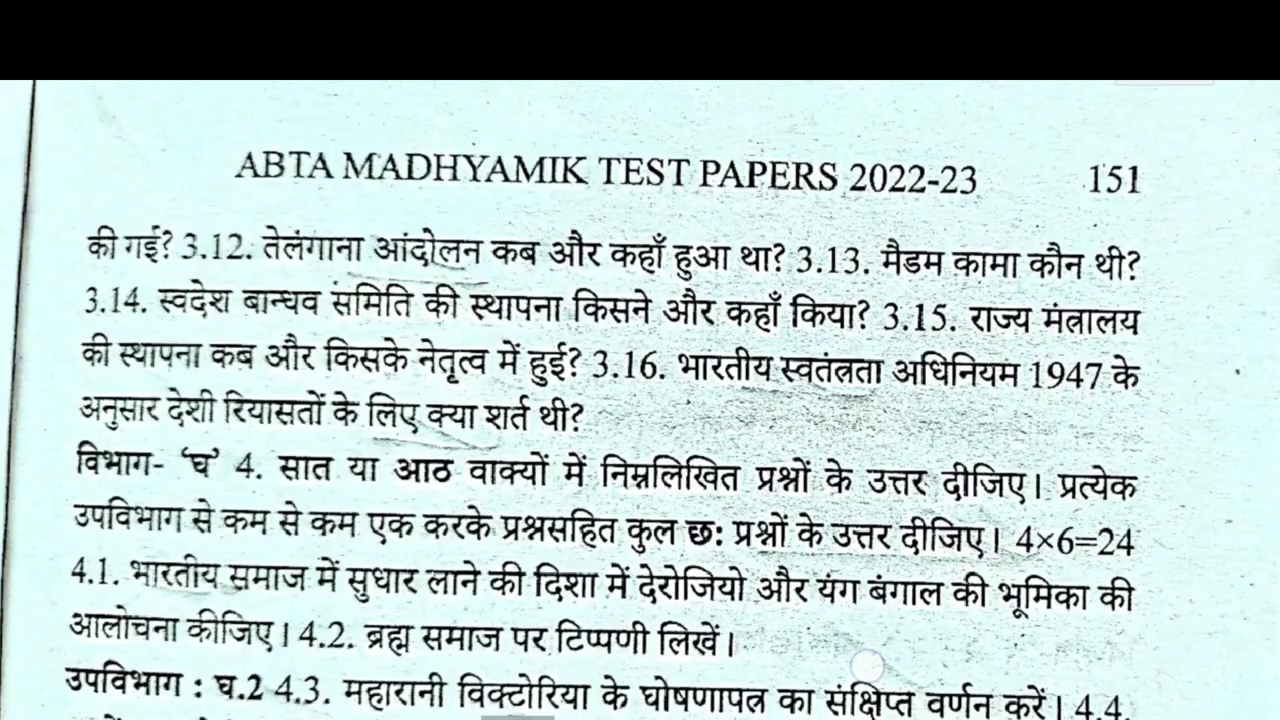 ABTA MADHYAMIK TEST PAPERS 2022-23 151
की गई? 3.12. तेलंगाना आंदोलन कब और कहाँ हुआ था? 3.13. मैडम कामा कौन थी?
3.14. स्वदेश बान्धव समिति की स्थापना किसने और कहाँ किया? 3.15. राज्य मंत्रालय
की स्थापना कब और किसके नेतृत्व में हुई? 3.16. भारतीय स्वतंत्रता अधिनियम 1947 के
अनुसार देशी रियासतों के लिए क्या शर्त थी?
विभाग- ‘घ’ 4. सात या आठ वाक्यों में निम्नलिखित प्रश्नों के उत्तर दीजिए। प्रत्येक
उपविभाग से कम से कम एक करके प्रश्नसहित कुल छ: प्रश्नों के उत्तर दीजिए। 4×6=24
4.1. भारतीय समाज में सुधार लाने की दिशा में देरोजियो और यंग बंगाल की भूमिका की
आलोचना कीजिए। 4.2. ब्रह्म समाज पर टिप्पणी लिखें।
उपविभाग : घ.2 4.3. महारानी विक्टोरिया के घोषणापत्र का संक्षिप्त वर्णन करें। 4.4.